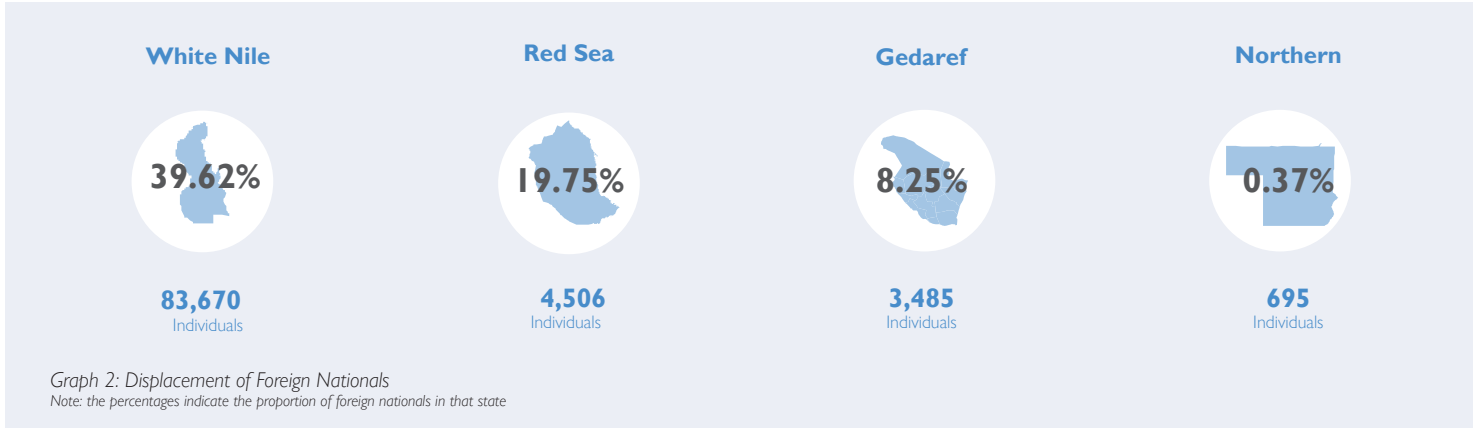 White Nile
39.62%
83,670
Individuals
Red Sea
19.75%
4,506
Individuals
Gedaref
8.25%
3,485
Individuals
Northern
0.37%
695
Individuals
Graph 2: Displacement of Foreign Nationals
Note: the percentages indicate the proportion of foreign nationals in that state